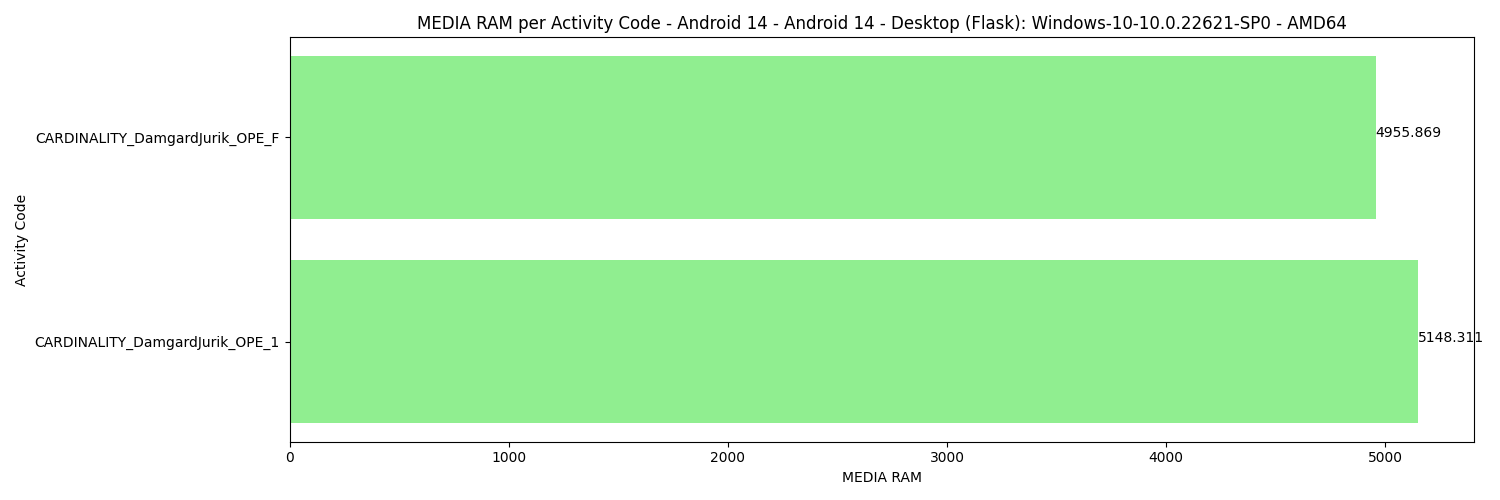 MEDIA RAM per Activity Code - Android 14 - Android 14 - Desktop (Flask): Windows-10-10.0.22621-SP0 - AMD64
Activity Code
CARDINALITY_DamgardJurik_OPE_F
4955.869
CARDINALITY_DamgardJurik_OPE_1
5148.311
0 1000 2000 3000 4000 5000
MEDIA RAM